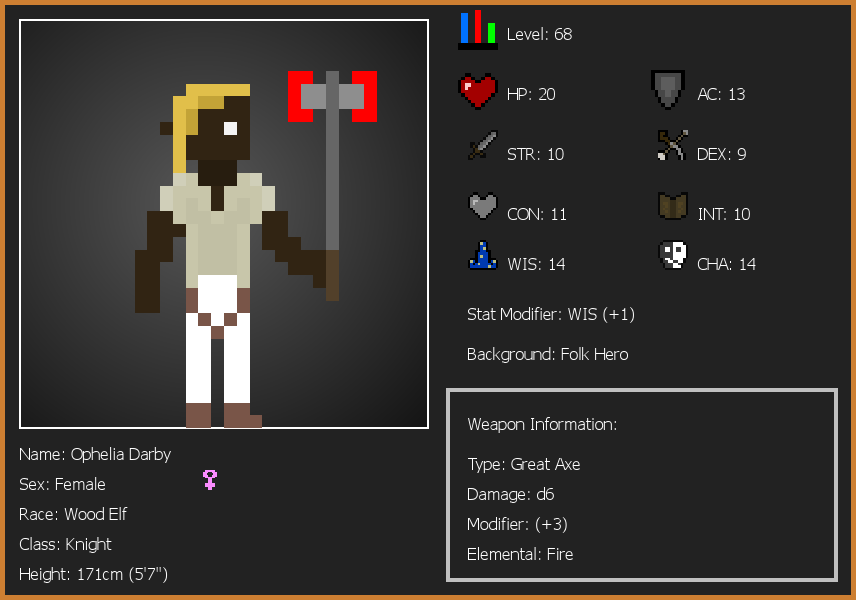 Level: 68
HP: 20
AC: 13
STR: 10
DEX: 9
CON: 11
INT: 10
WIS: 14
CHA: 14
Stat Modifier: WIS (+1)
Background: Folk Hero
Weapon Information:
Type: Great Axe
Damage: d6
Modifier: (+3)
Elemental: Fire
Name: Ophelia Darby
Sex: Female
Race: Wood Elf
Class: Knight
Height: 171cm (5'7")